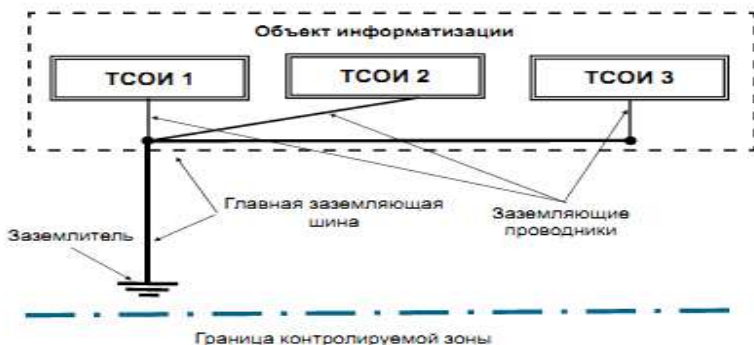 Объект информатизации
ТСОИ 1
ТСОИ 2
ТСОИ 3
Главная заземляющая
шина
Заземляющие
проводники
Заземлитель
Граница контролируемой зоны